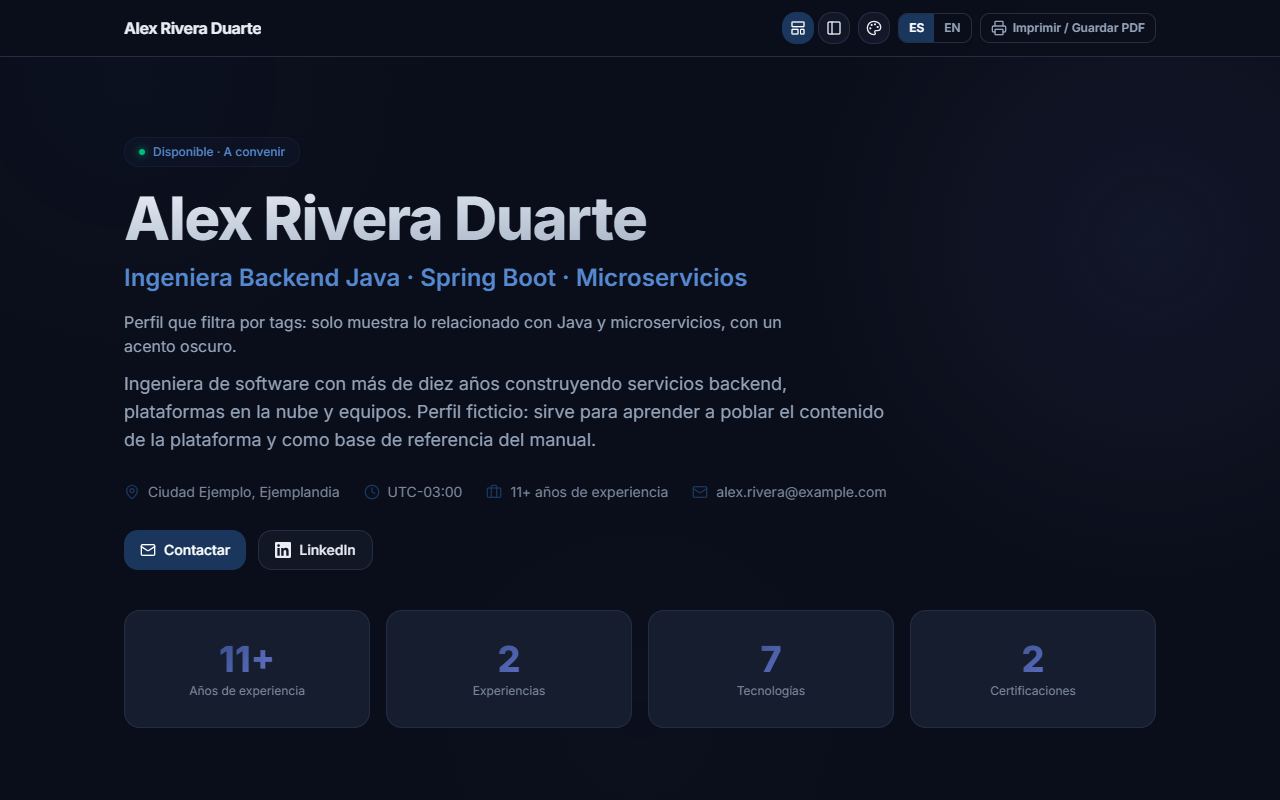 Alex Rivera Duarte
ES EN Imprimir / Guardar PDF
Disponible · A convenir
Alex Rivera Duarte
Ingeniera Backend Java · Spring Boot · Microservicios
Perfil que filtra por tags: solo muestra lo relacionado con Java y microservicios, con un
acento oscuro.
Ingeniera de software con más de diez años construyendo servicios backend,
plataformas en la nube y equipos. Perfil ficticio: sirve para aprender a poblar el contenido
de la plataforma y como base de referencia del manual.
Ciudad Ejemplo, Ejemplandia UTC-03:00 11+ años de experiencia alex.rivera@example.com
Contactar LinkedIn
11+ 2 7 2
Años de experiencia Experiencias Tecnologías Certificaciones